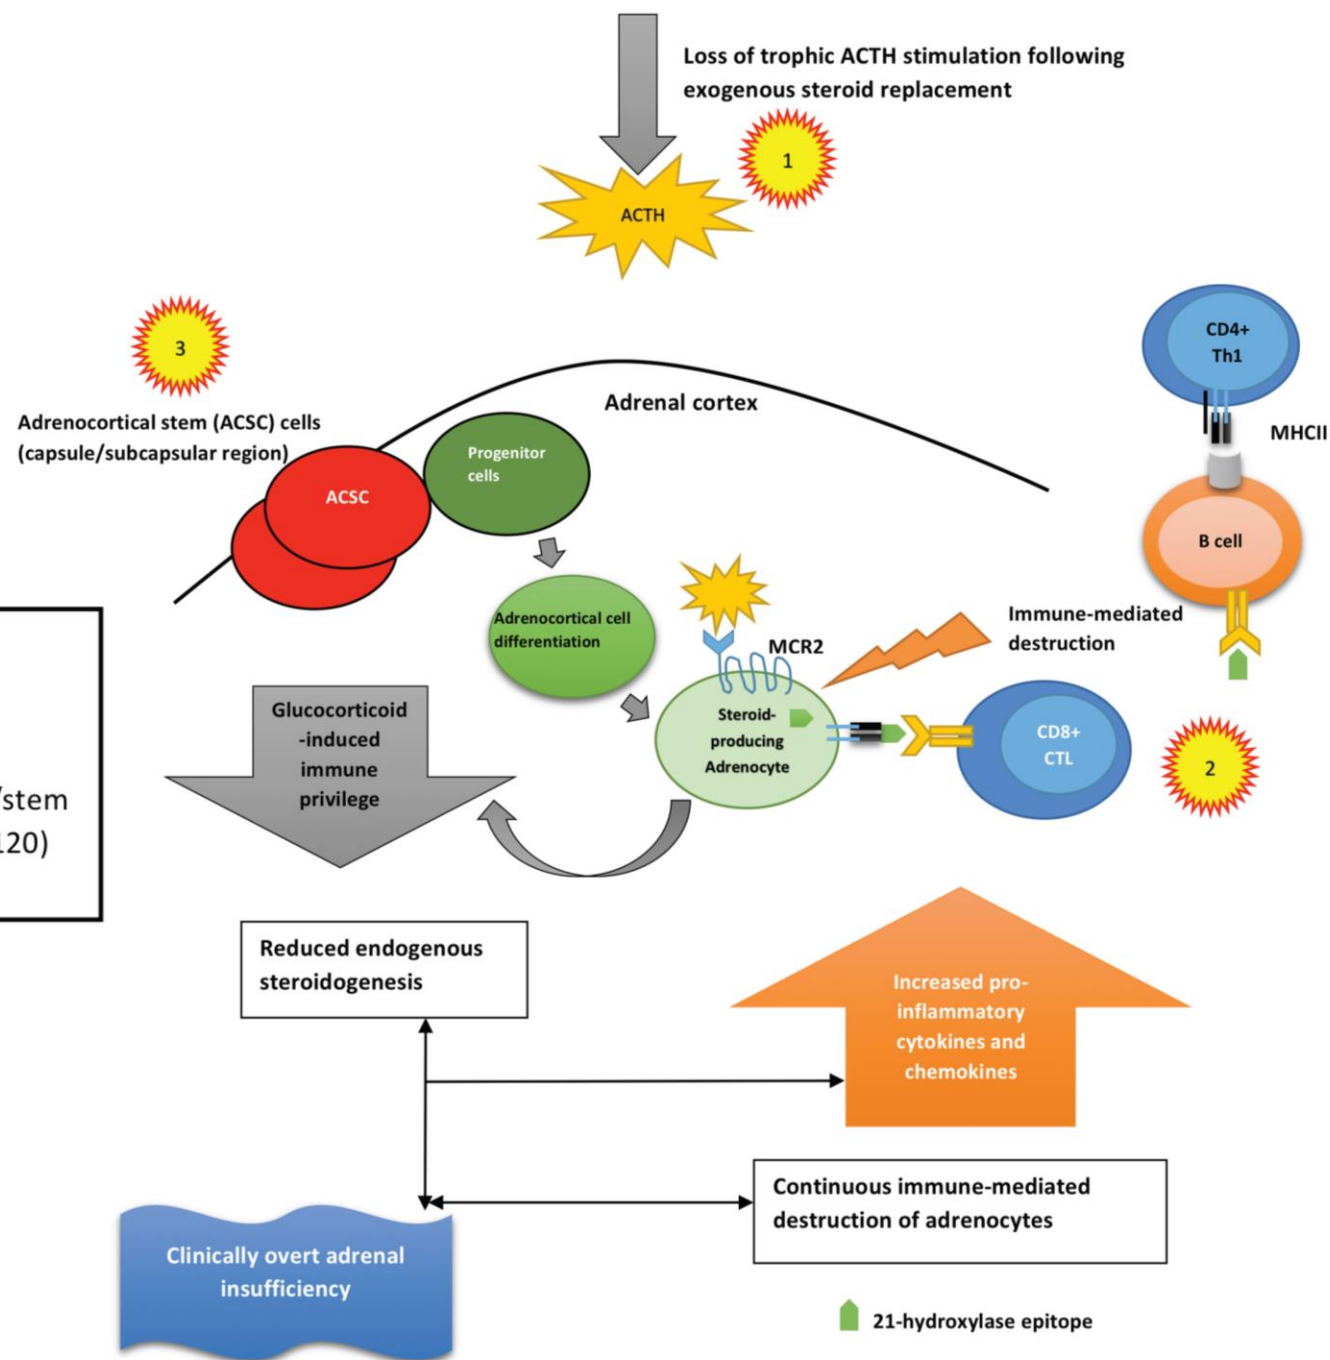 Loss of trophic ACTH stimulation following
exogenous steroid replacement
1
ACTH
3
CD4+
Th1
Adrenal cortex
Adrenocortical stem (ACSC) cells
(capsule/subcapsular region)
MHCII
Progenitor
cells
ACSC
B cell
Adrenocortical cell
differentiation
Immune-mediated
destruction
MCR2
Glucocorticoid
-induced
immune
privilege
Steroid-
producing
Adrenocyte
CD8+
CTL
2
/stem
120)
Reduced endogenous
steroidogenesis
Increased pro-
inflammatory
cytokines and
chemokines
Continuous immune-mediated
destruction of adrenocytes
Clinically overt adrenal
insufficiency
21-hydroxylase epitope